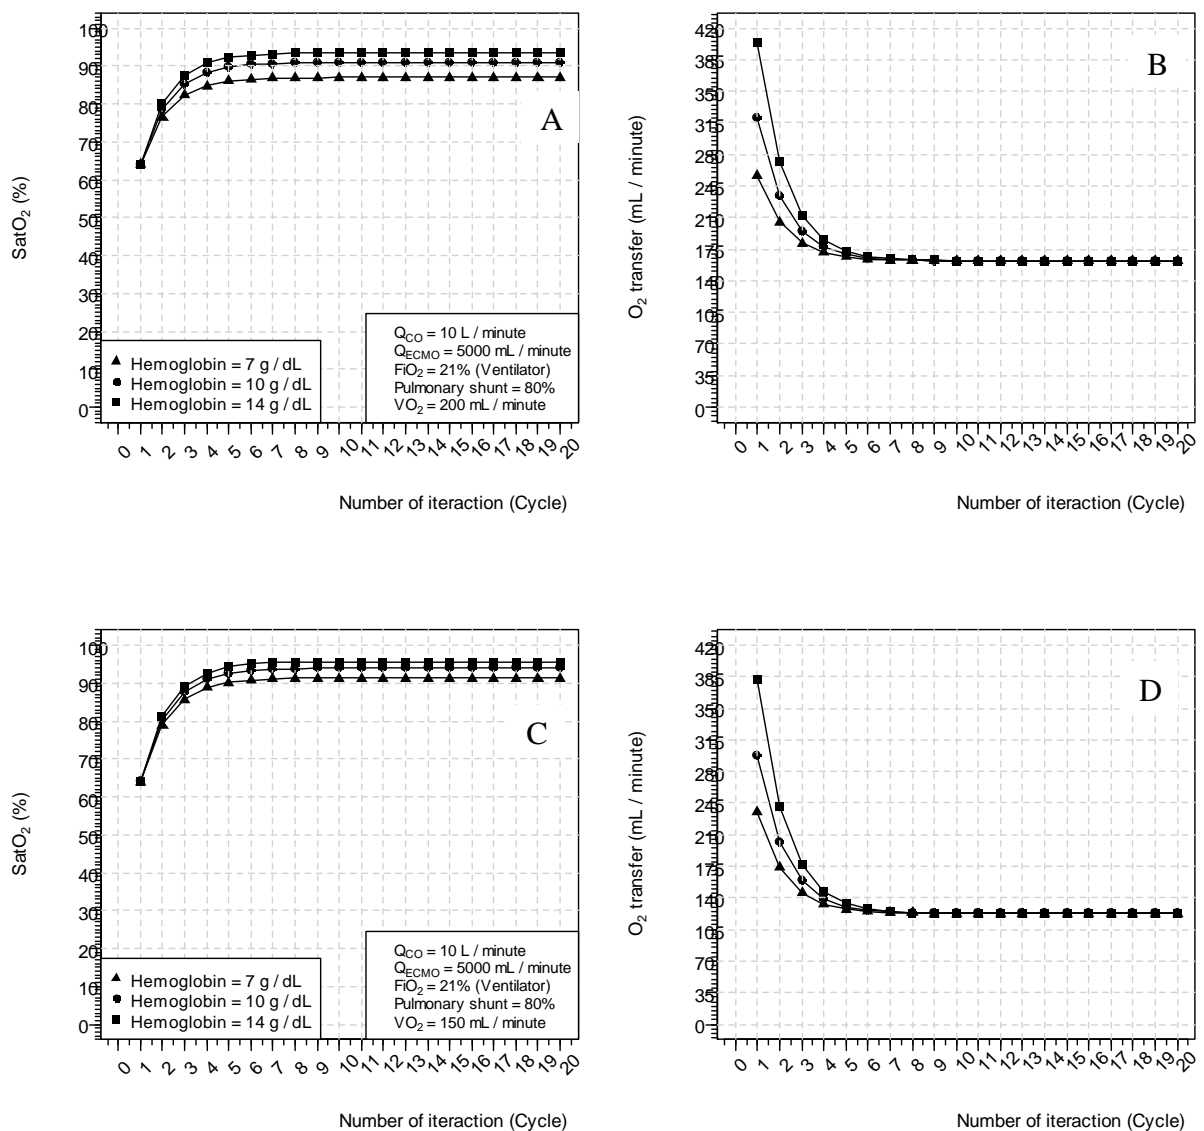 A
SatO2 (%)
100
90
80
70
60
50
40
30
20
10
0
Hemoglobin = 7 g / dL
Hemoglobin = 10 g / dL
Hemoglobin = 14 g / dL
QCO = 10 L / minute
QECMO = 5000 mL / minute
FiO2 = 21% (Ventilator)
Pulmonary shunt = 80%
VO2 = 200 mL / minute
0 1 2 3 4 5 6 7 8 9 10 11 12 13 14 15 16 17 18 19 20
Number of iteraction (Cycle)
B
O2 transfer (mL / minute)
420
385
350
315
280
245
210
175
140
105
70
35
0
0 1 2 3 4 5 6 7 8 9 10 11 12 13 14 15 16 17 18 19 20
Number of iteraction (Cycle)
C
SatO2 (%)
100
90
80
70
60
50
40
30
20
10
0
Hemoglobin = 7 g / dL
Hemoglobin = 10 g / dL
Hemoglobin = 14 g / dL
QCO = 10 L / minute
QECMO = 5000 mL / minute
FiO2 = 21% (Ventilator)
Pulmonary shunt = 80%
VO2 = 150 mL / minute
0 1 2 3 4 5 6 7 8 9 10 11 12 13 14 15 16 17 18 19 20
Number of iteraction (Cycle)
D
O2 transfer (mL / minute)
420
385
350
315
280
245
210
175
140
105
70
35
0
0 1 2 3 4 5 6 7 8 9 10 11 12 13 14 15 16 17 18 19 20
Number of iteraction (Cycle)